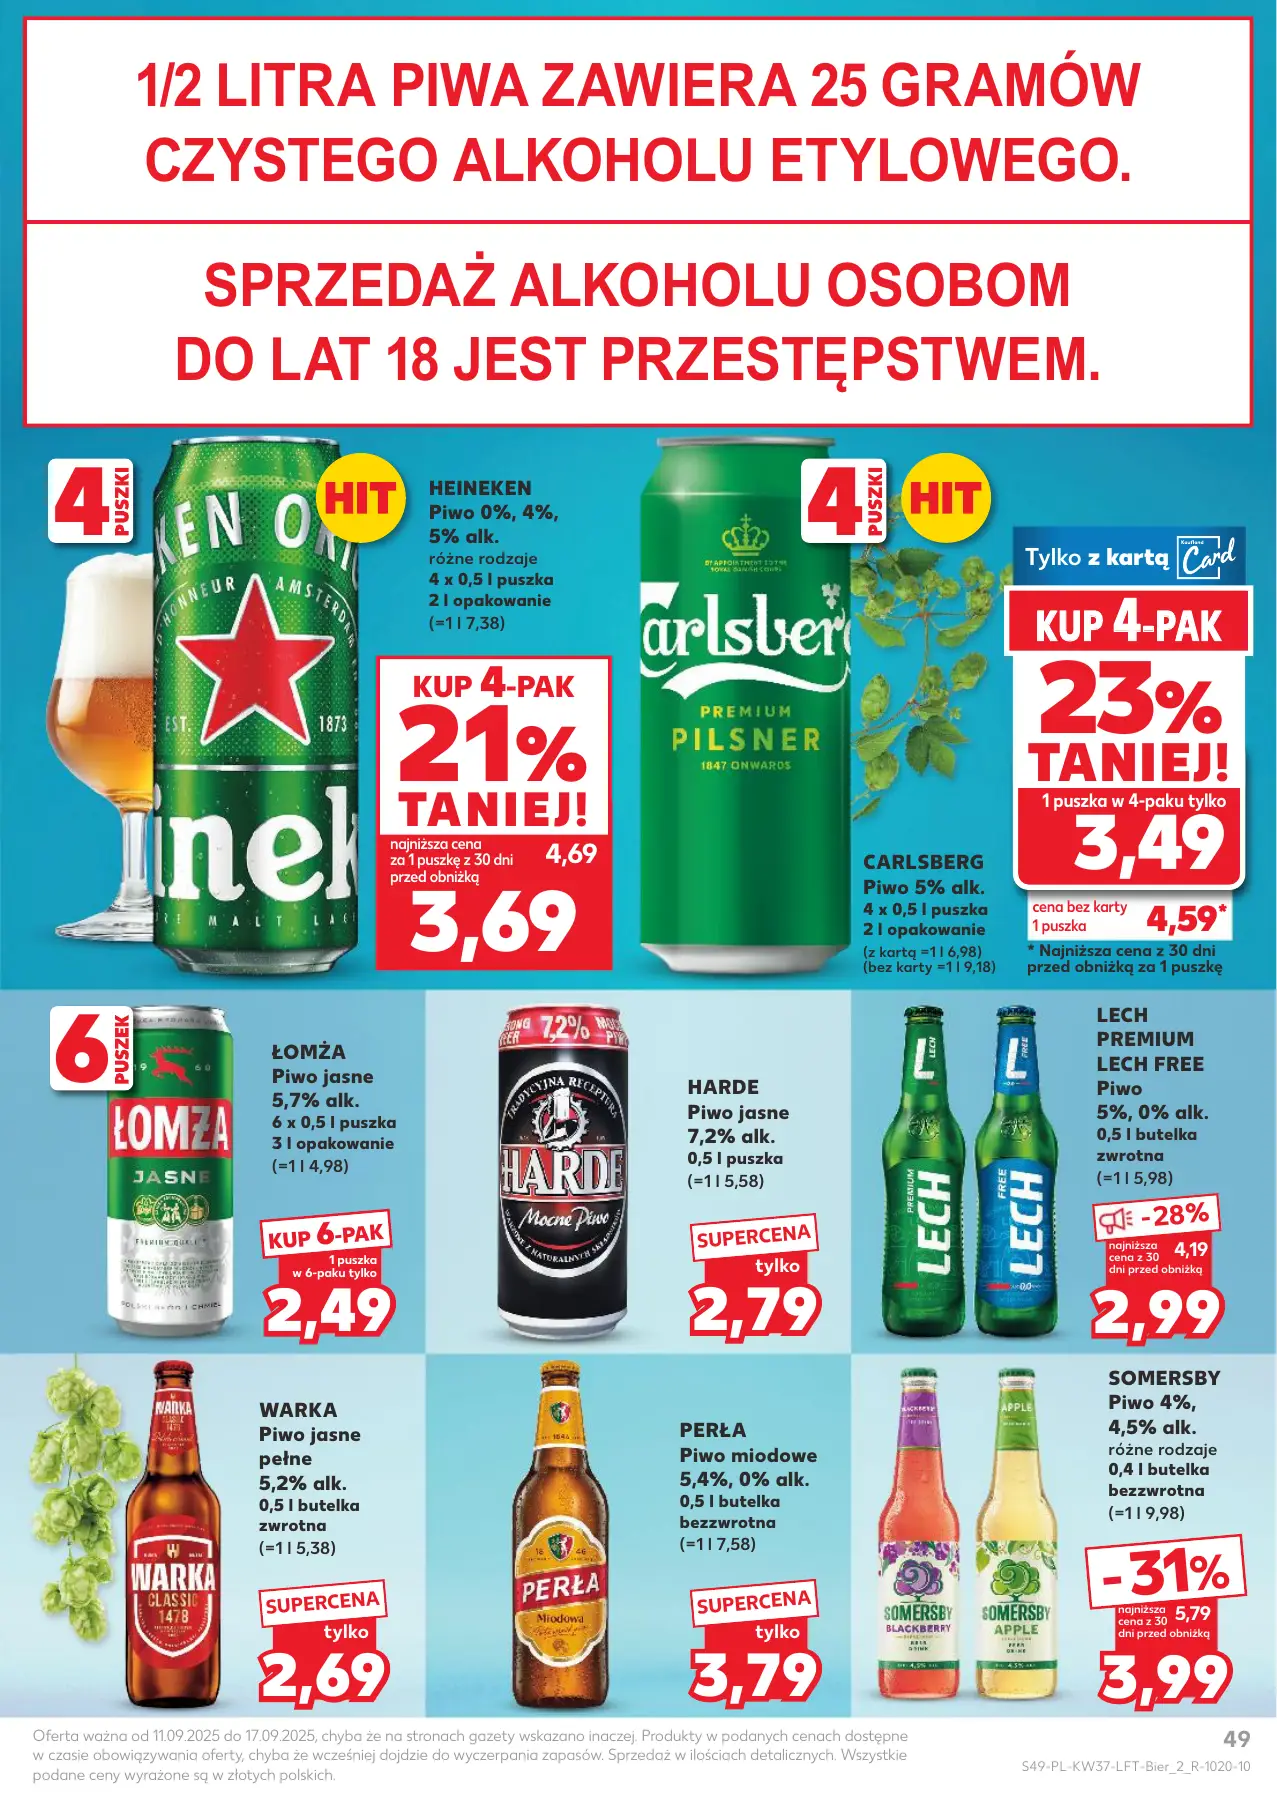 1/2 LITRA PIWA ZAWIERA 25 GRAMÓW
CZYSTEGO ALKOHOLU ETYLOWEGO.
SPRZEDAŻ ALKOHOLU OSOBOM
DO LAT 18 JEST PRZESTĘPSTWEM.
4 PUSZKI
HIT
HEINEKEN
Piwo 0%, 4%,
5% alk.
różne rodzaje
4 x 0,5 l puszka
2 l opakowanie
(=1 l 7,38)
KUP 4-PAK
21%
TANIEJ!
najniższa cena
za 1 puszkę z 30 dni
przed obniżką
4,69
3,69
EST. 1873
4 PUSZKI
HIT
Carlsberg
PREMIUM
PILSNER
1847 ONWARDS
CARLSBERG
Piwo 5% alk.
4 x 0,5 l puszka
2 l opakowanie
(z kartą =1 l 6,98)
(bez karty =1 l 9,18)
Tylko z kartą
Kaufland Card
KUP 4-PAK
23%
TANIEJ!
1 puszka w 4-paku tylko
3,49
cena bez karty
1 puszka
4,59*
* Najniższa cena z 30 dni
przed obniżką za 1 puszkę
6 PUSZEK
ŁOMŻA
JASNE
ŁOMŻA
Piwo jasne
5,7% alk.
6 x 0,5 l puszka
3 l opakowanie
(=1 l 4,98)
KUP 6-PAK
1 puszka
w 6-paku tylko
2,49
7,2%
TRADYCYJNA RECEPTURA
HARDE
Mocne Piwo
HARDE
Piwo jasne
7,2% alk.
0,5 l puszka
(=1 l 5,58)
SUPERCENA
tylko
2,79
LECH
PREMIUM
LECH
FREE
LECH
0,0
LECH
PREMIUM
LECH FREE
Piwo
5%, 0% alk.
0,5 l butelka
zwrotna
(=1 l 5,98)
-28%
najniższa
cena z 30
dni przed obniżką
4,19
2,99
WARKA
CLASSIC
1478
WARKA
Piwo jasne
pełne
5,2% alk.
0,5 l butelka
zwrotna
(=1 l 5,38)
SUPERCENA
tylko
2,69
PERŁA
Miodowa
PERŁA
Piwo miodowe
5,4%, 0% alk.
0,5 l butelka
bezzwrotna
(=1 l 7,58)
SUPERCENA
tylko
3,79
BLACKBERRY
SOMERSBY
BLACKBERRY
APPLE
SOMERSBY
APPLE
SOMERSBY
Piwo 4%,
4,5% alk.
różne rodzaje
0,4 l butelka
bezzwrotna
(=1 l 9,98)
-31%
najniższa
cena z 30
dni przed obniżką
5,79
3,99
Oferta ważna od 11.09.2025 do 17.09.2025, chyba że na stronach gazety wskazano inaczej. Produkty w podanych cenach dostępne
w czasie obowiązywania oferty, chyba że wcześniej dojdzie do wyczerpania zapasów. Sprzedaż w ilościach detalicznych. Wszystkie
podane ceny wyrażone są w złotych polskich.
49
S49-PL-KW37-LFT-Bier_2_R-1020-10